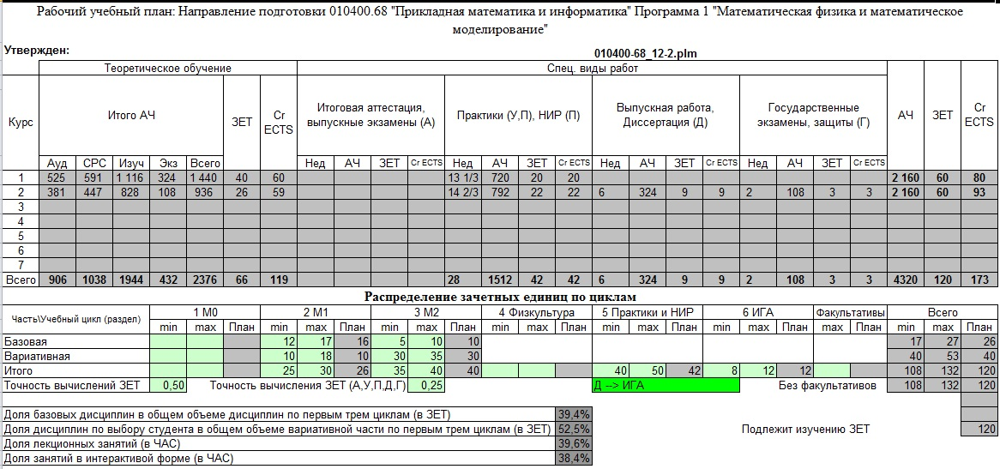 Рабочий учебный план: Направление подготовки 010400.68 "Прикладная математика и информатика" Программа 1 "Математическая физика и математическое
моделирование"
Утвержден: 010400-68_12-2.plm
Теоретическое обучение Спец. виды работ
Курс Итого АЧ ЗЕТ Cr ECTS Итоговая аттестация, выпускные экзамены (А) Практики (У,П), НИР (П) Выпускная работа, Диссертация (Д) Государственные экзамены, защиты (Г) АЧ ЗЕТ Cr ECTS
Ауд СРС Изуч Экз Всего Нед АЧ ЗЕТ Cr ECTS Нед АЧ ЗЕТ Cr ECTS Нед АЧ ЗЕТ Cr ECTS Нед АЧ ЗЕТ Cr ECTS
1 525 591 1 116 324 1 440 40 60 13 1/3 720 20 20 2 160 60 80
2 381 447 828 108 936 26 59 14 2/3 792 22 22 6 324 9 9 2 108 3 3 2 160 60 93
3
4
5
6
7
Всего 906 1038 1944 432 2376 66 119 28 1512 42 42 6 324 9 9 2 108 3 3 4320 120 173
Распределение зачетных единиц по циклам
Часть\Учебный цикл (раздел) 1 М0 2 М1 3 М2 4 Физкультура 5 Практики и НИР 6 ИГА Факультативы Всего
min max План min max План min max План min max План min max План min max План min План min max План
Базовая 12 17 16 5 10 10 17 27 26
Вариативная 10 18 10 30 35 30 40 53 40
Итого 25 30 26 35 40 40 40 50 42 8 12 12 108 132 120
Точность вычислений ЗЕТ 0,50 Точность вычисления ЗЕТ (А,У,П,Д,Г) 0,25 Д --> ИГА Без факультативов 108 132 120
Доля базовых дисциплин в общем объеме дисциплин по первым трем циклам (в ЗЕТ) 39,4%
Доля дисциплин по выбору студента в общем объеме вариативной части по первым трем циклам (в ЗЕТ) 52,5% Подлежит изучению ЗЕТ 120
Доля лекционных занятий (в ЧАС) 39,6%
Доля занятий в интерактивой форме (в ЧАС) 38,4%